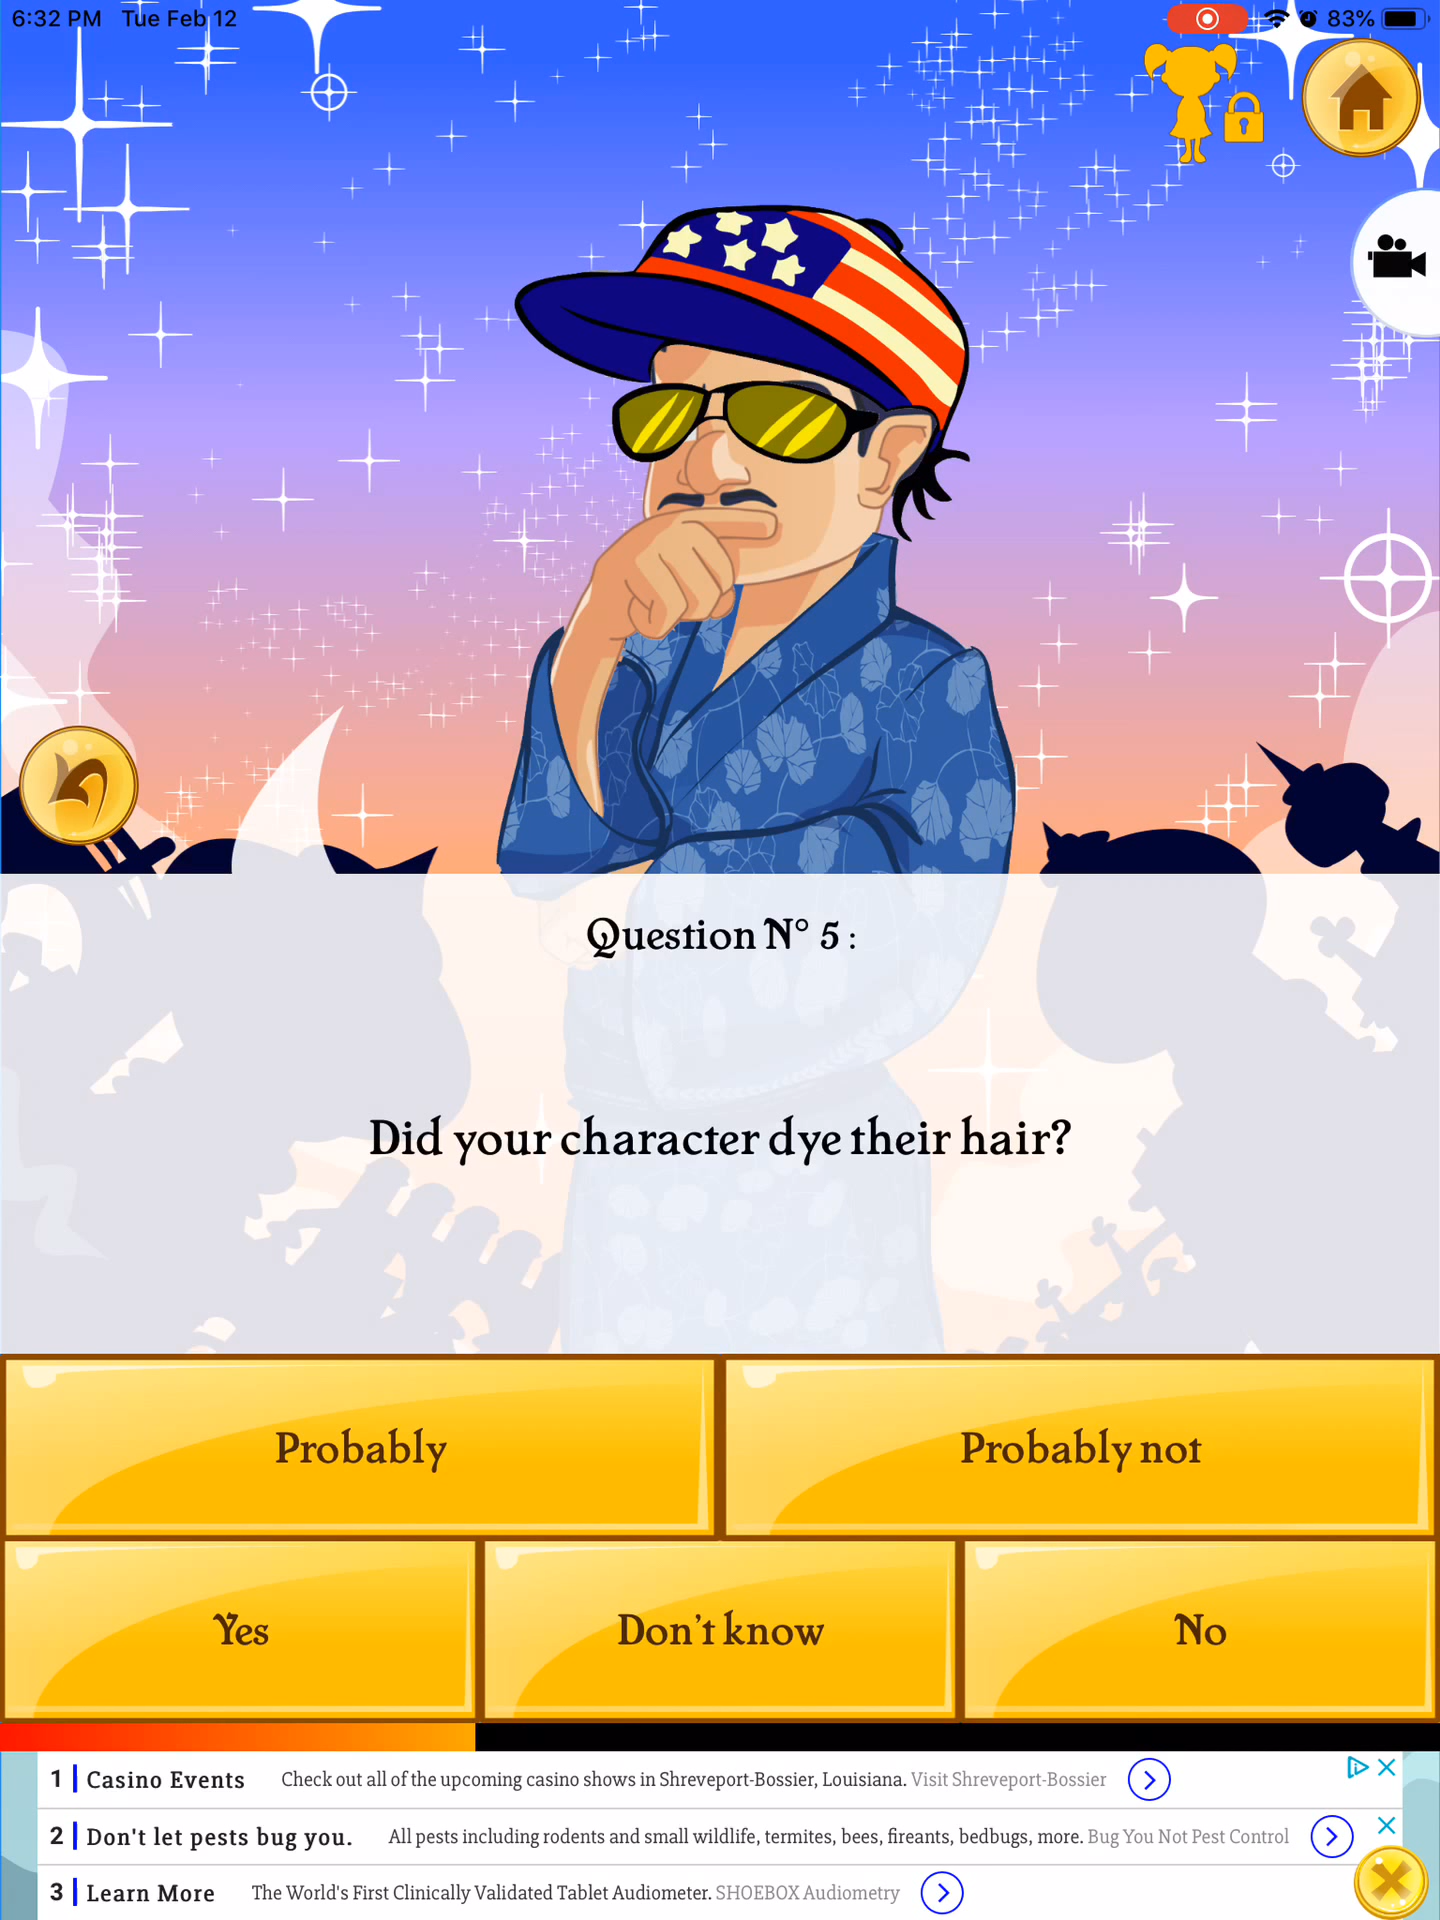 6:32 PM Tue Feb 12 83%
Question N° 5 :
Did your character dye their hair?
Probably
Probably not
Yes
Don't know
No
1 Casino Events Check out all of the upcoming casino shows in Shreveport-Bossier, Louisiana. Visit Shreveport-Bossier
2 Don't let pests bug you. All pests including rodents and small wildlife, termites, bees, fireants, bedbugs, more. Bug You Not Pest Control
3 Learn More The World's First Clinically Validated Tablet Audiometer. SHOEBOX Audiometry